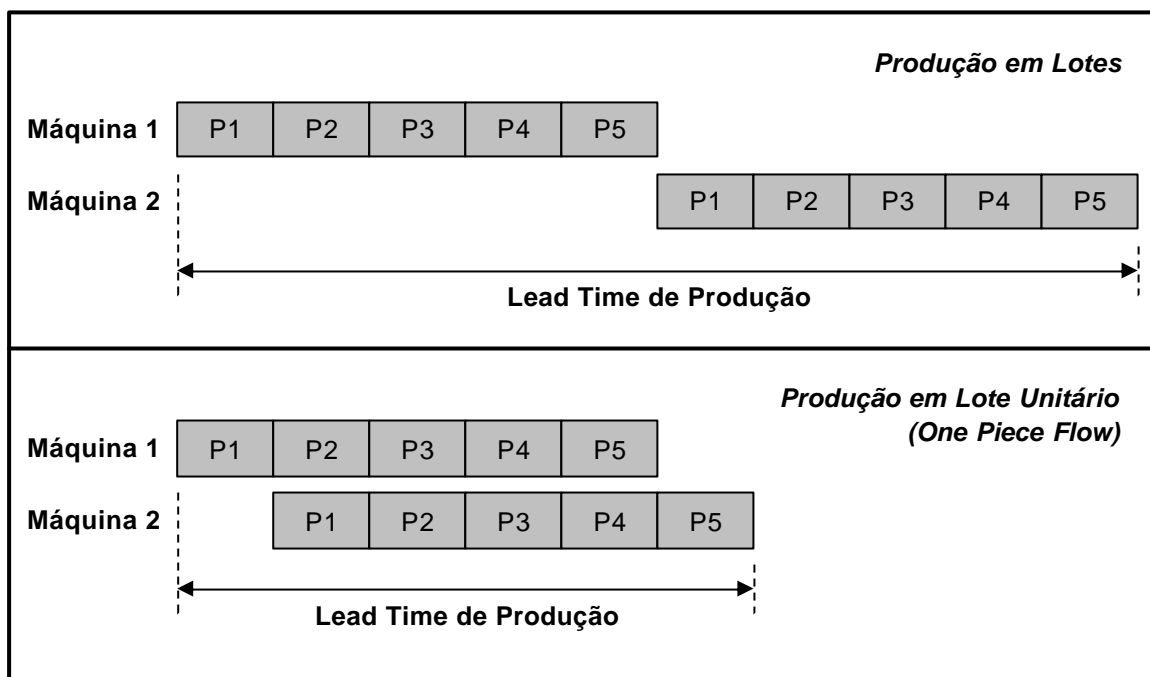 Produção em Lotes
Máquina 1 P1 P2 P3 P4 P5
Máquina 2 P1 P2 P3 P4 P5
Lead Time de Produção
Produção em Lote Unitário
(One Piece Flow)
Máquina 1 P1 P2 P3 P4 P5
Máquina 2 P1 P2 P3 P4 P5
Lead Time de Produção